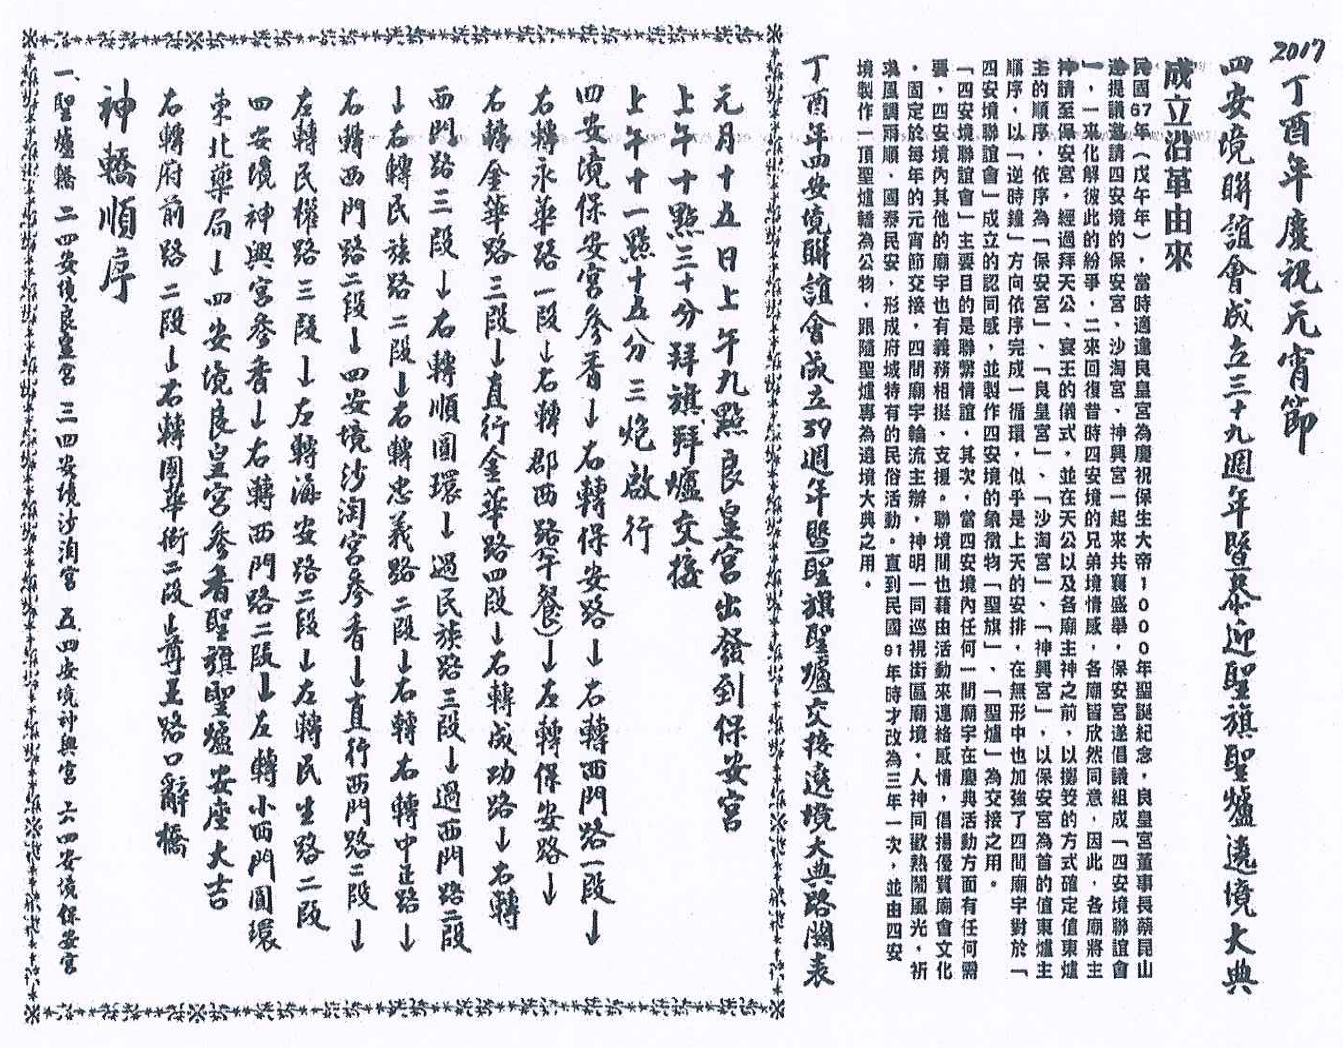 2017
丁酉年慶祝元宵節
四安境聯誼會成立三十九週年暨恭迎聖旗聖爐遶境大典
成立沿革由來
民國67年（戊午年），當時適逢良皇宮為慶祝保生大帝1000年聖誕紀念，良皇宮董事長蔡昆山
遂提議邀請四安境的保安宮、沙淘宮、神興宮一起來共襄盛舉，保安宮遂倡議組成「四安境聯誼會
」，一來化解彼此的紛爭，二來回復昔時四安境的兄弟境情感，各廟皆欣然同意，因此，各廟將主
神請至保安宮，經過拜天公、宴王的儀式，並在天公以及各廟主神之前，以擲筊的方式確定值東爐
主的順序，依序為「保安宮」、「良皇宮」、「沙淘宮」、「神興宮」，以保安宮為首的值東爐主
順序，以「逆時鐘」方向依序完成一循環，似乎是上天的安排，在無形中也加強了四間廟宇對於「
四安境聯誼會」成立的認同感，並製作四安境的象徵物「聖旗」、「聖爐」為交接之用。
「四安境聯誼會」主要目的是聯繫情誼，其次，當四安境內任何一間廟宇在慶典活動方面有任何需
要，四安境內其他的廟宇也有義務相挺、支援。聯境間也藉由活動來連絡感情，倡揚優質廟會文化
，固定於每年的元宵節交接，四間廟宇輪流主辦，神明一同巡視街區廟境，人神同歡熱鬧風光，祈
求風調雨順、國泰民安，形成府城特有的民俗活動。直到民國91年時才改為三年一次，並由四安
境製作一頂聖爐轎為公物，跟隨聖爐專為遶境大典之用。
丁酉年四安境聯誼會成立39週年暨聖旗聖爐交接遶境大典路關表
元月十五日上午九點良皇宮出發到保安宮
上午十點三十分拜旗拜爐交接
上午十一點十五分三炮啟行
四安境保安宮參香↓右轉保安路↓右轉西門路一段↓
右轉永華路一段↓右轉郡西路(午餐)↓左轉保安路↓
右轉金華路三段↓直行金華路四段↓右轉成功路↓右轉
西門路三段↓右轉順圓環↓過民族路三段↓過西門路二段
↓右轉民族路二段↓右轉忠義路二段↓右轉右轉中正路↓
右轉西門路二段↓四安境沙淘宮參香↓直行西門路二段↓
左轉民權路三段↓左轉海安路二段↓左轉民生路二段
四安境神興宮參香↓右轉西門路二段↓左轉小西門圓環
東北藥局↓四安境良皇宮參香聖旗聖爐安座大吉
右轉府前路二段↓右轉國華街二段↓尊王路口辭橋
神轎順序
一、聖爐轎 二四安境良皇宮 三四安境沙淘宮 五四安境神興宮 六四安境保安宮